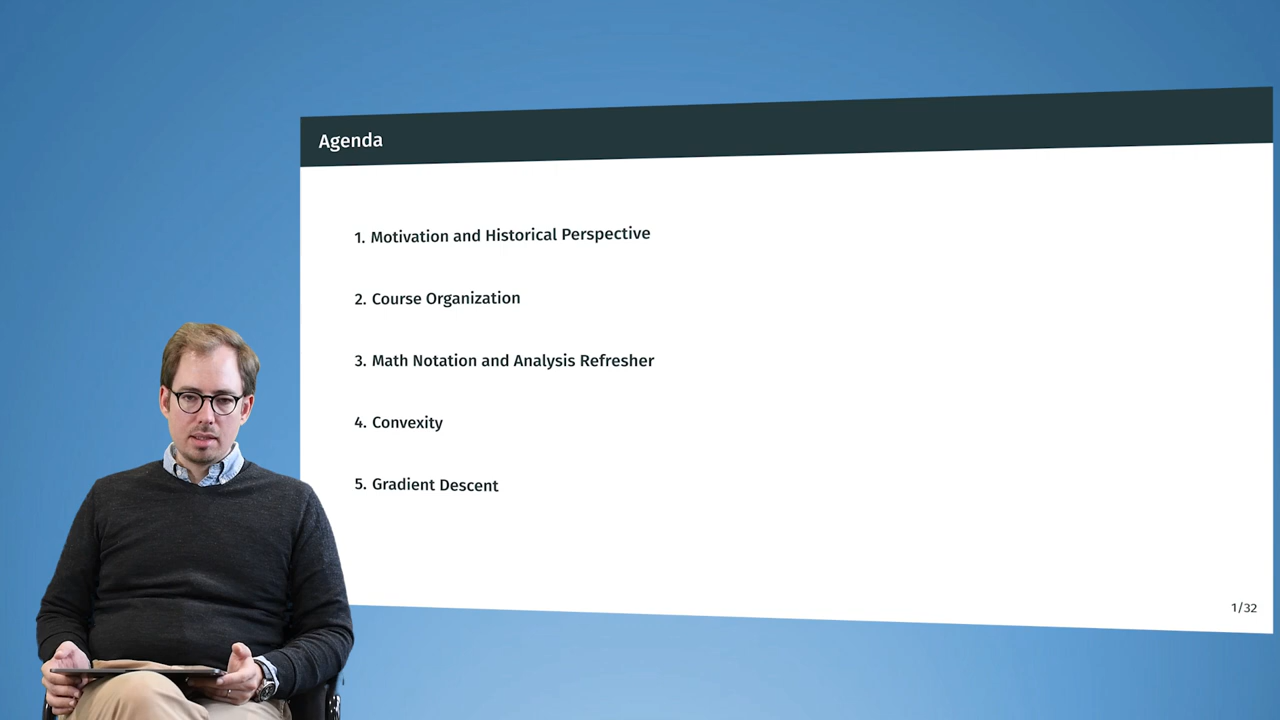 Agenda
1. Motivation and Historical Perspective
2. Course Organization
3. Math Notation and Analysis Refresher
4. Convexity
5. Gradient Descent
1/32